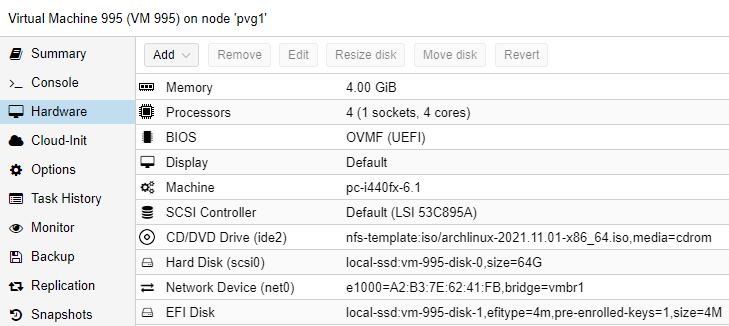 Virtual Machine 995 (VM 995) on node 'pvg1'
Summary
Console
Hardware
Cloud-Init
Options
Task History
Monitor
Backup
Replication
Snapshots
Add Remove Edit Resize disk Move disk Revert
Memory 4.00 GiB
Processors 4 (1 sockets, 4 cores)
BIOS OVMF (UEFI)
Display Default
Machine pc-i440fx-6.1
SCSI Controller Default (LSI 53C895A)
CD/DVD Drive (ide2) nfs-template:iso/archlinux-2021.11.01-x86_64.iso,media=cdrom
Hard Disk (scsi0) local-ssd:vm-995-disk-0,size=64G
Network Device (net0) e1000=A2:B3:7E:62:41:FB,bridge=vmbr1
EFI Disk local-ssd:vm-995-disk-1,efitype=4m,pre-enrolled-keys=1,size=4M